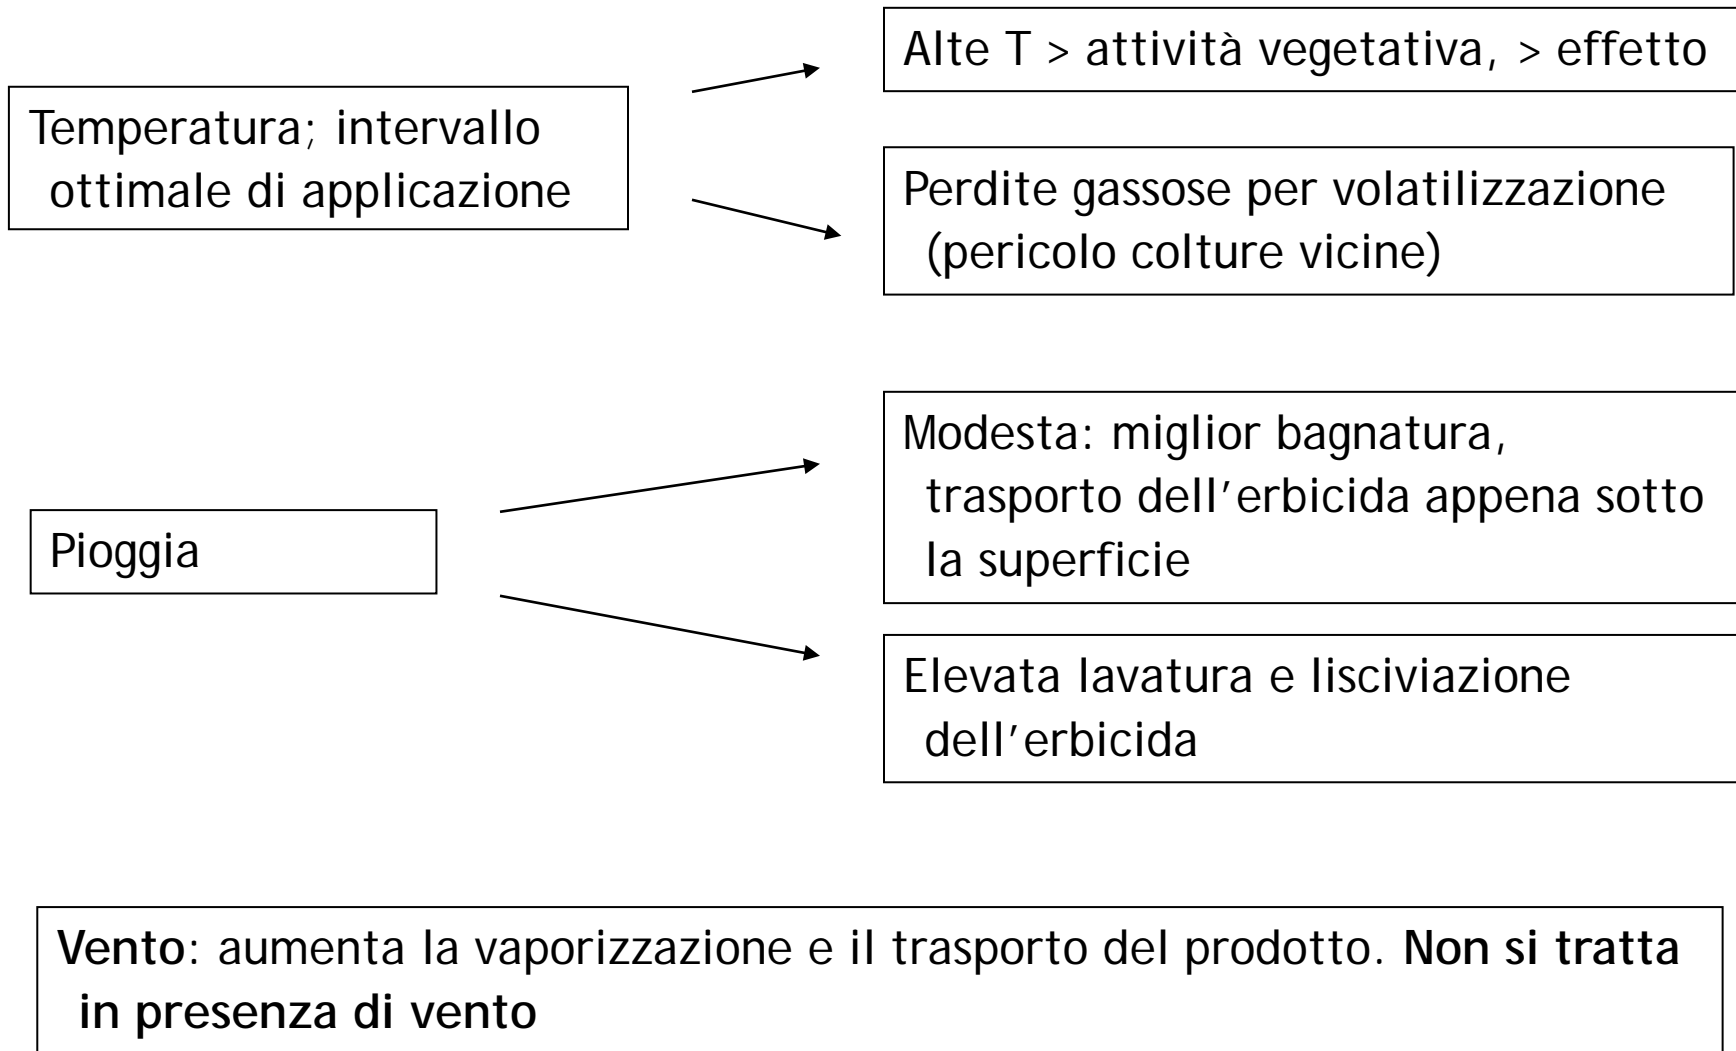 Alte T > attività vegetativa, > effetto
Temperatura; intervallo
ottimale di applicazione
Perdite gassose per volatilizzazione
(pericolo colture vicine)
Modesta: miglior bagnatura,
trasporto dell’erbicida appena sotto
la superficie
Pioggia
Elevata lavatura e lisciviazione
dell’erbicida
Vento: aumenta la vaporizzazione e il trasporto del prodotto. Non si tratta
in presenza di vento